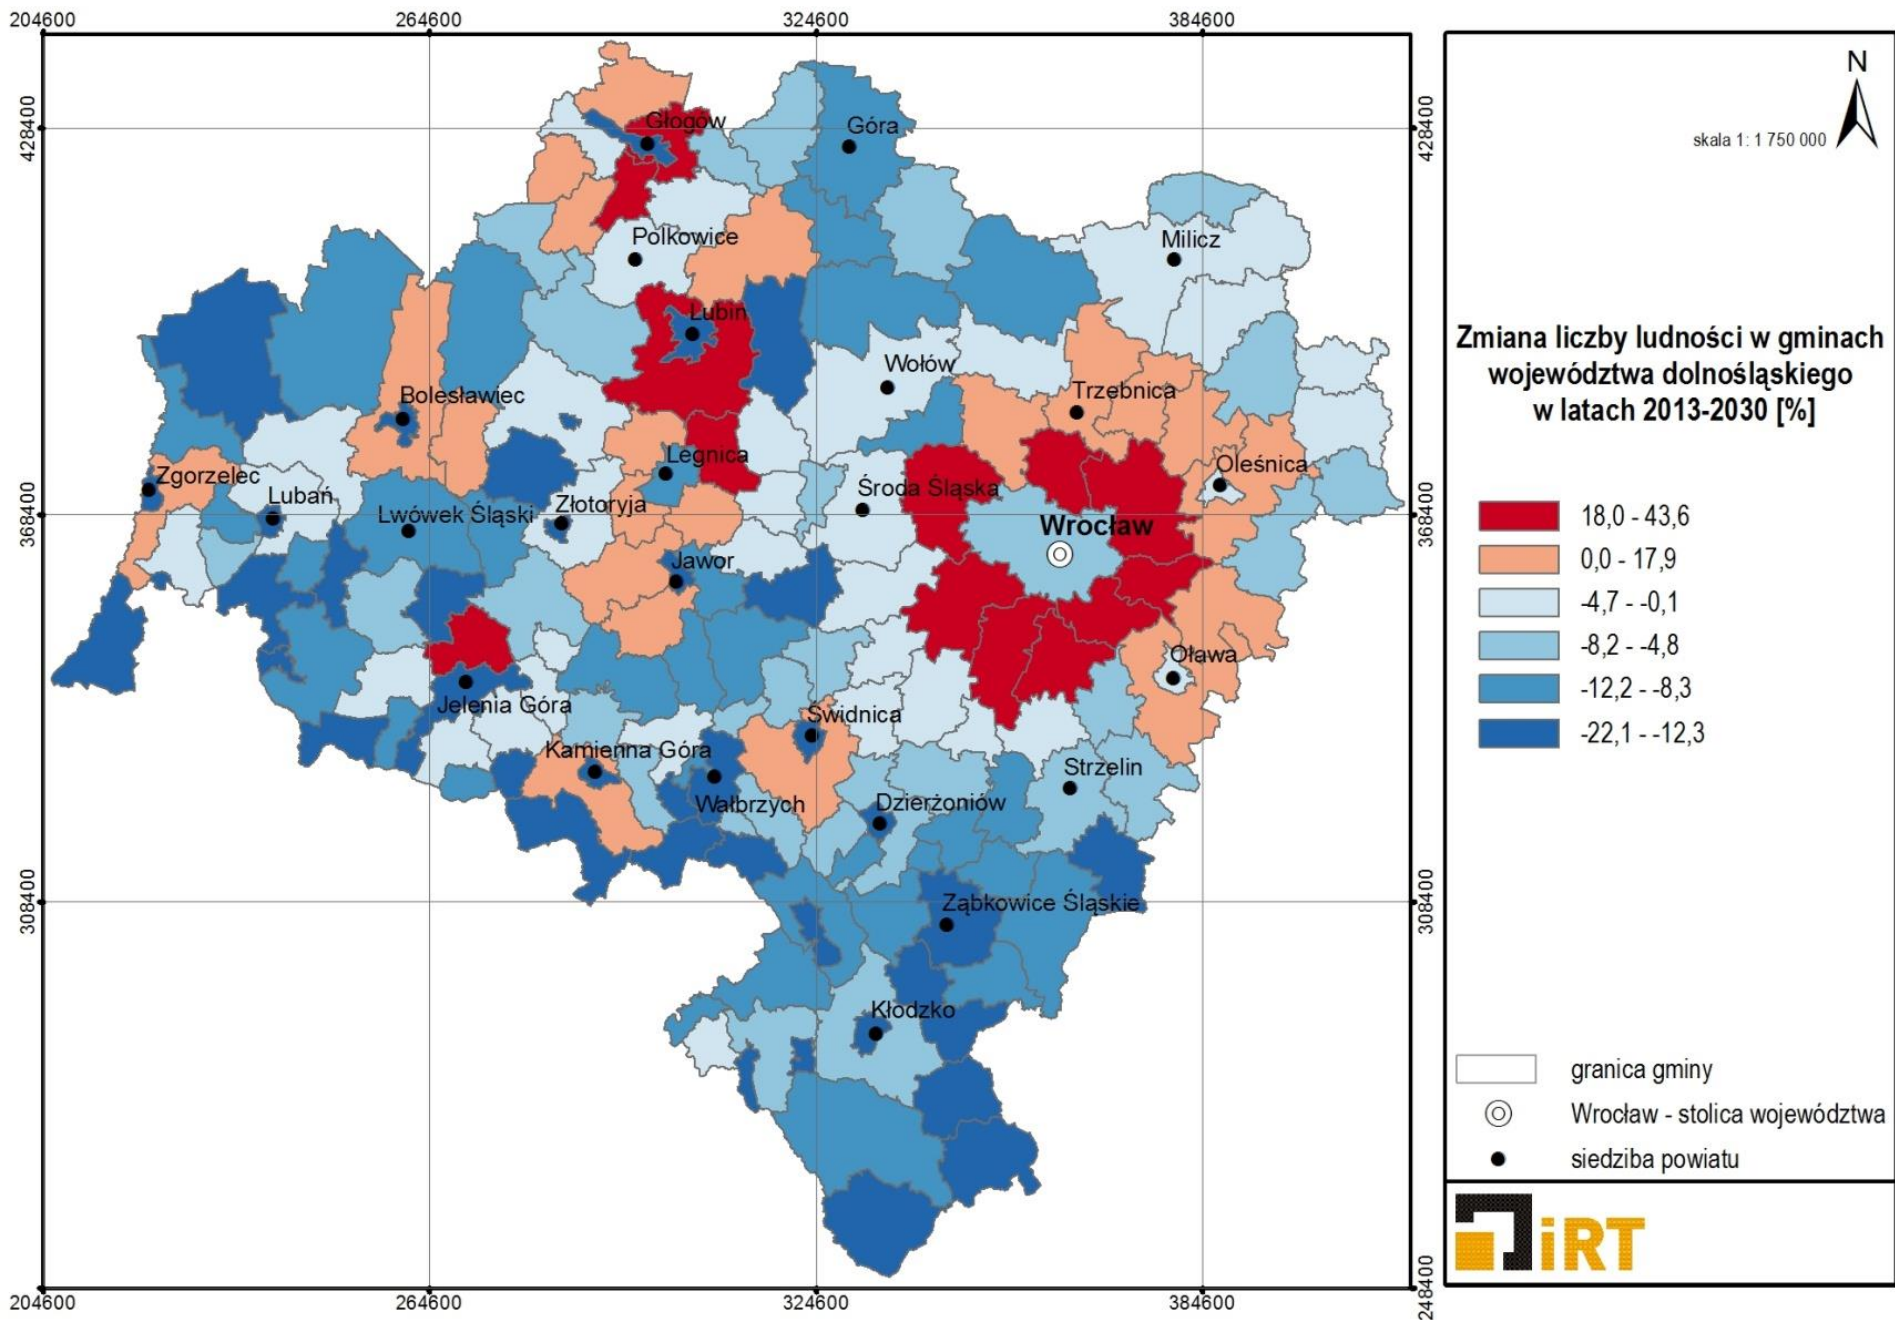 204600
264600
324600
384600
428400
428400
368400
368400
308400
308400
248400
204600
264600
324600
384600
Głogów
Góra
Polkowice
Milicz
Lubin
Wołów
Bolesławiec
Trzebnica
Legnica
Oleśnica
Zgorzelec
Lubań
Środa Śląska
Złotoryja
Lwówek Śląski
Wrocław
Jawor
Oława
Jelenia Góra
Świdnica
Kamienna Góra
Strzelin
Wałbrzych
Dzierżoniów
Ząbkowice Śląskie
Kłodzko
N
skala 1: 1 750 000
Zmiana liczby ludności w gminach
województwa dolnośląskiego
w latach 2013-2030 [%]
18,0 - 43,6
0,0 - 17,9
-4,7 - -0,1
-8,2 - -4,8
-12,2 - -8,3
-22,1 - -12,3
granica gminy
Wrocław - stolica województwa
siedziba powiatu
iRT